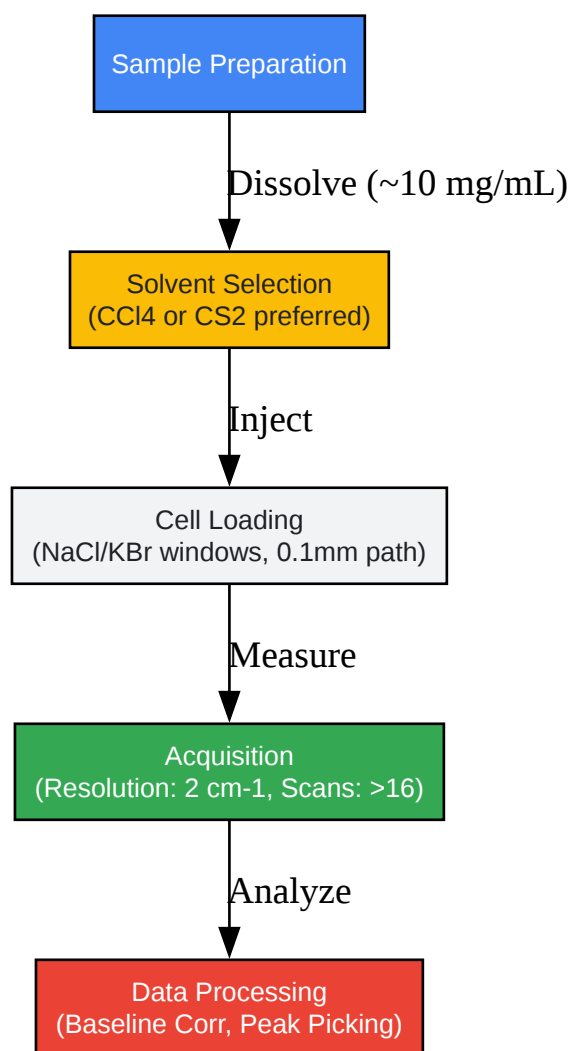 Sample Preparation
Dissolve (~10 mg/mL)
Solvent Selection
(CCl4 or CS2 preferred)
Inject
Cell Loading
(NaCl/KBr windows, 0.1mm path)
Measure
Acquisition
(Resolution: 2 cm-1, Scans: >16)
Analyze
Data Processing
(Baseline Corr, Peak Picking)